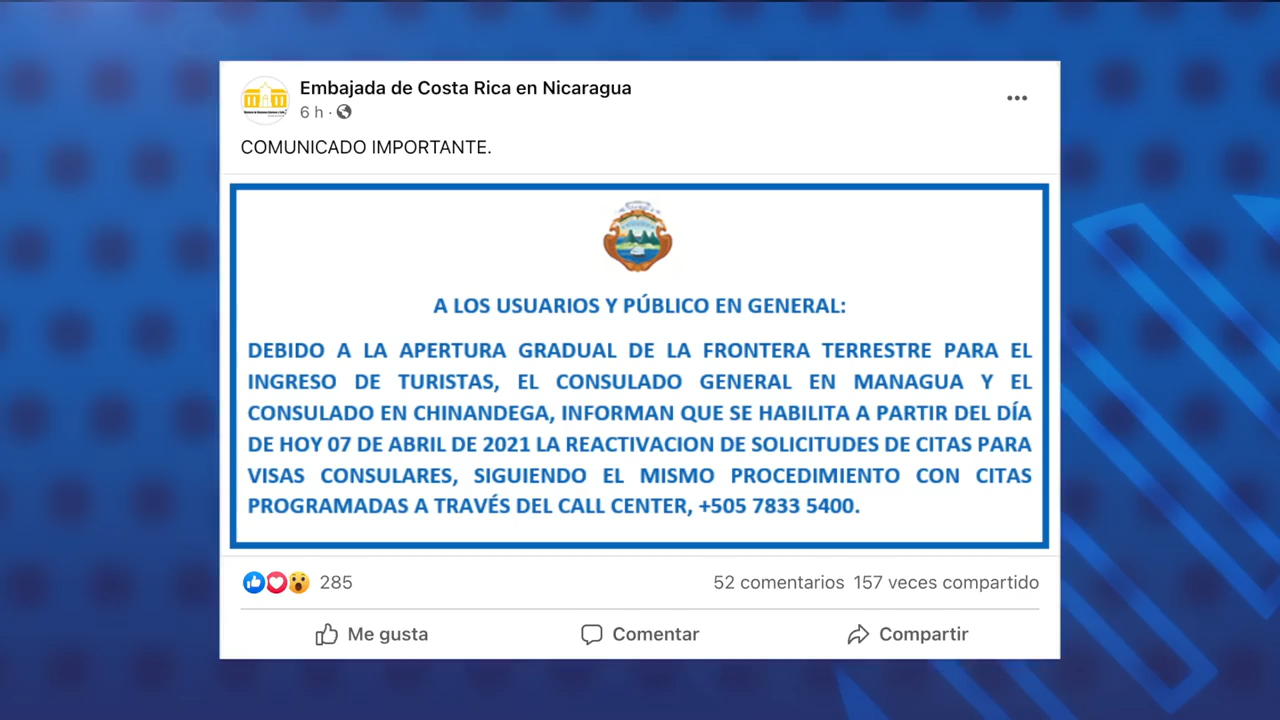 Embajada de Costa Rica en Nicaragua
6 h ·
COMUNICADO IMPORTANTE.
A LOS USUARIOS Y PÚBLICO EN GENERAL:
DEBIDO A LA APERTURA GRADUAL DE LA FRONTERA TERRESTRE PARA EL
INGRESO DE TURISTAS, EL CONSULADO GENERAL EN MANAGUA Y EL
CONSULADO EN CHINANDEGA, INFORMAN QUE SE HABILITA A PARTIR DEL DÍA
DE HOY 07 DE ABRIL DE 2021 LA REACTIVACION DE SOLICITUDES DE CITAS PARA
VISAS CONSULARES, SIGUIENDO EL MISMO PROCEDIMIENTO CON CITAS
PROGRAMADAS A TRAVÉS DEL CALL CENTER, +505 7833 5400.
285
52 comentarios 157 veces compartido
Me gusta
Comentar
Compartir